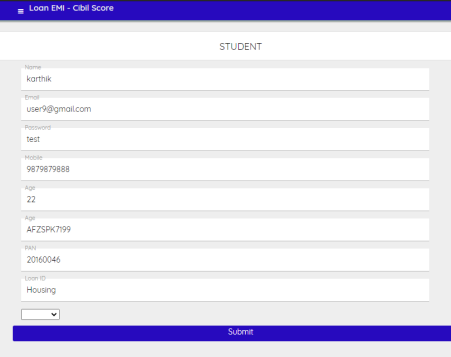 ≡ Loan EMI - Cibil Score
STUDENT
Name
karthik
Email
user9@gmail.com
Password
test
Mobile
9879879888
Age
22
Age
AFZSPK7199
PAN
20160046
Loan ID
Housing
Submit